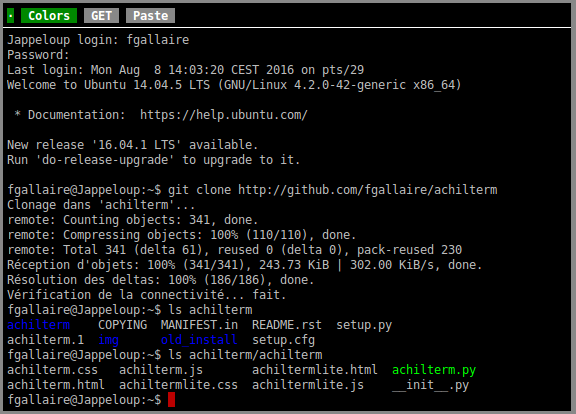 Colors GET Paste
Jappeloup login: fgallaire
Password:
Last login: Mon Aug  8 14:03:20 CEST 2016 on pts/29
Welcome to Ubuntu 14.04.5 LTS (GNU/Linux 4.2.0-42-generic x86_64)
 * Documentation:  https://help.ubuntu.com/
New release '16.04.1 LTS' available.
Run 'do-release-upgrade' to upgrade to it.
fgallaire@Jappeloup:~$ git clone http://github.com/fgallaire/achilterm
Clonage dans 'achilterm'...
remote: Counting objects: 341, done.
remote: Compressing objects: 100% (110/110), done.
remote: Total 341 (delta 61), reused 0 (delta 0), pack-reused 230
Réception d'objets: 100% (341/341), 243.73 KiB | 302.00 KiB/s, done.
Résolution des deltas: 100% (186/186), done.
Vérification de la connectivité... fait.
fgallaire@Jappeloup:~$ ls achilterm
achilterm    COPYING  MANIFEST.in  README.rst  setup.py
achilterm.1  img      old_install  setup.cfg
fgallaire@Jappeloup:~$ ls achilterm/achilterm
achilterm.css   achilterm.js       achiltermlite.html  achilterm.py
achilterm.html  achiltermlite.css  achiltermlite.js    __init__.py
fgallaire@Jappeloup:~$